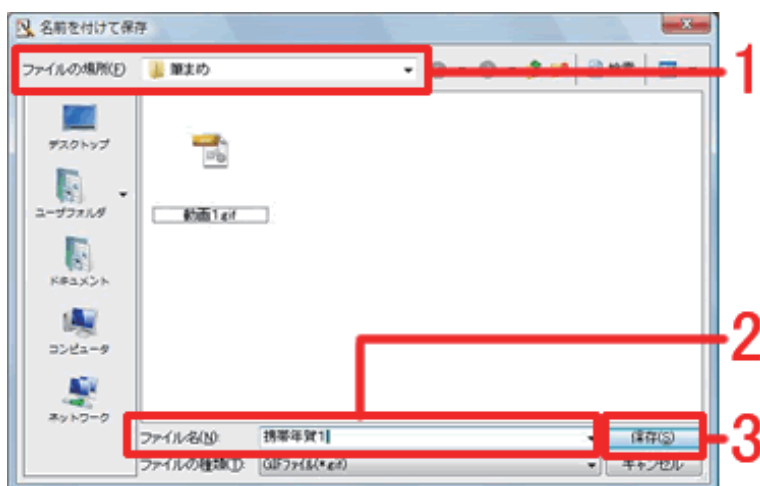 名前を付けて保存
ファイルの場所(F)
筆まめ
1
デスクトップ
ユーザフォルダ
ドキュメント
コンピュータ
ネットワーク
動画1.gif
2
ファイル名(N):
携帯年賀1
保存(S)
3
ファイルの種類(T):
GIFファイル(*.gif)
キャンセル